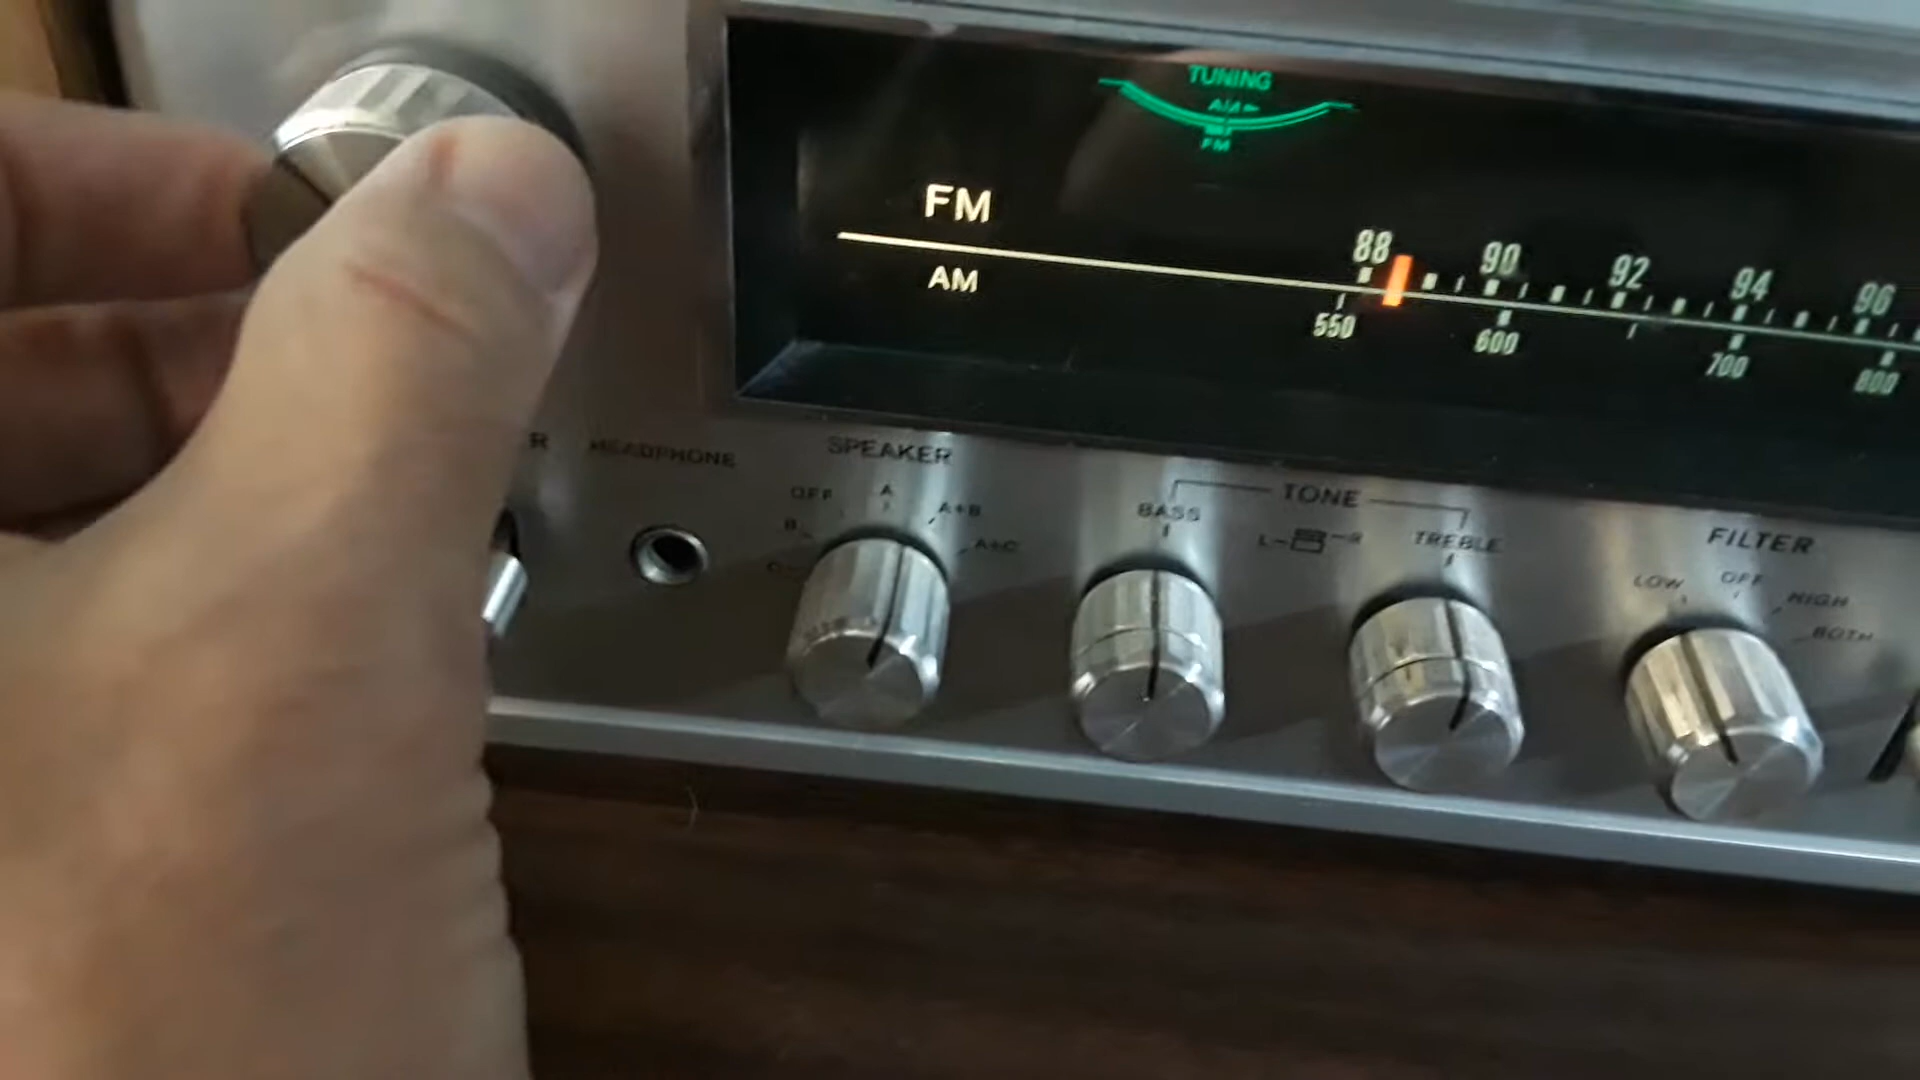 TUNING
AM
FM
FM
88 90 92 94 96
AM
550 600 700 800
R HEADPHONE SPEAKER
OFF A A+B
B A+C
C
TONE
BASS L R TREBLE
FILTER
LOW OFF HIGH
BOTH